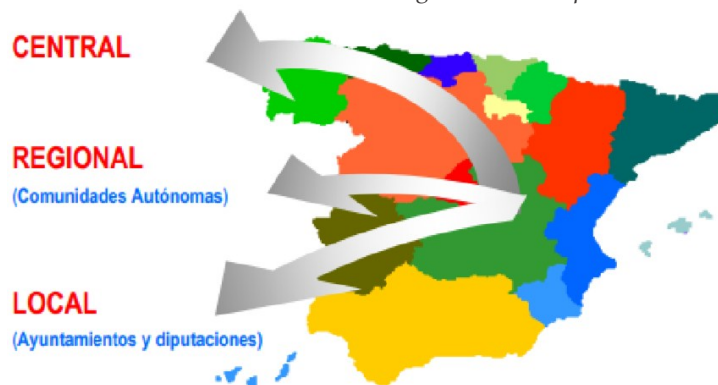 CENTRAL
REGIONAL
(Comunidades Autónomas)
LOCAL
(Ayuntamientos y diputaciones)